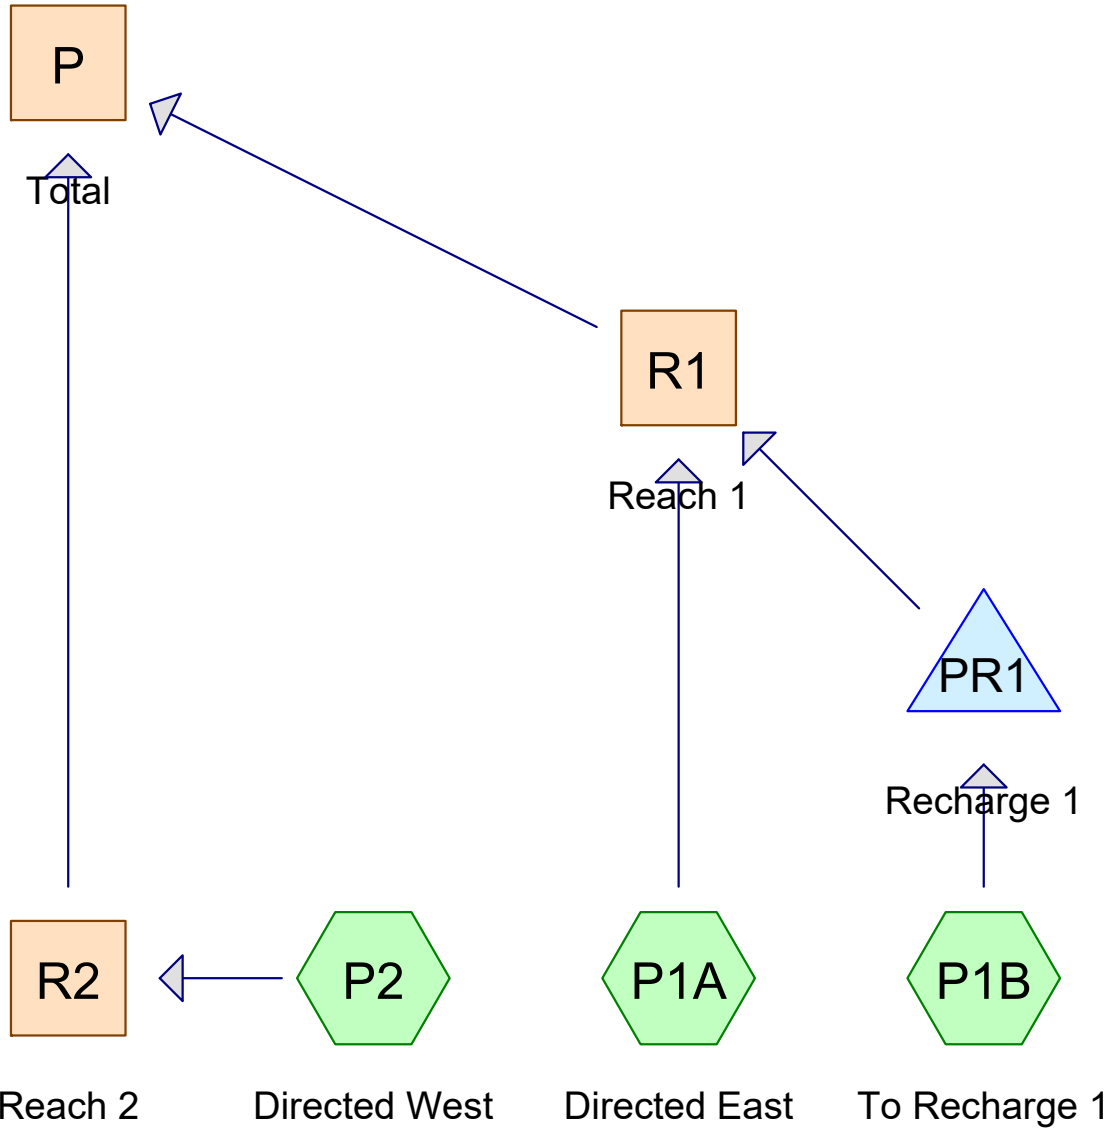 P
Total
R1
Reach 1
PR1
Recharge 1
R2
P2
P1A
P1B
Reach 2
Directed West
Directed East
To Recharge 1